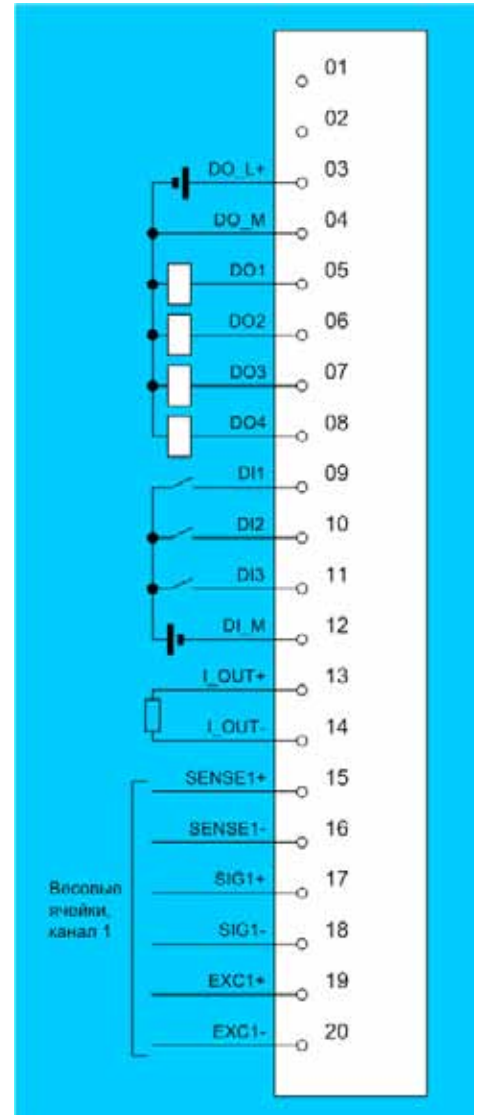 01
02
DO_L+ 03
DO_M 04
DO1 05
DO2 06
DO3 07
DO4 08
DI1 09
DI2 10
DI3 11
DI_M 12
I_OUT+ 13
I_OUT- 14
SENSE1+ 15
SENSE1- 16
SIG1+ 17
SIG1- 18
EXC1+ 19
EXC1- 20
Весовые
ячейки,
канал 1